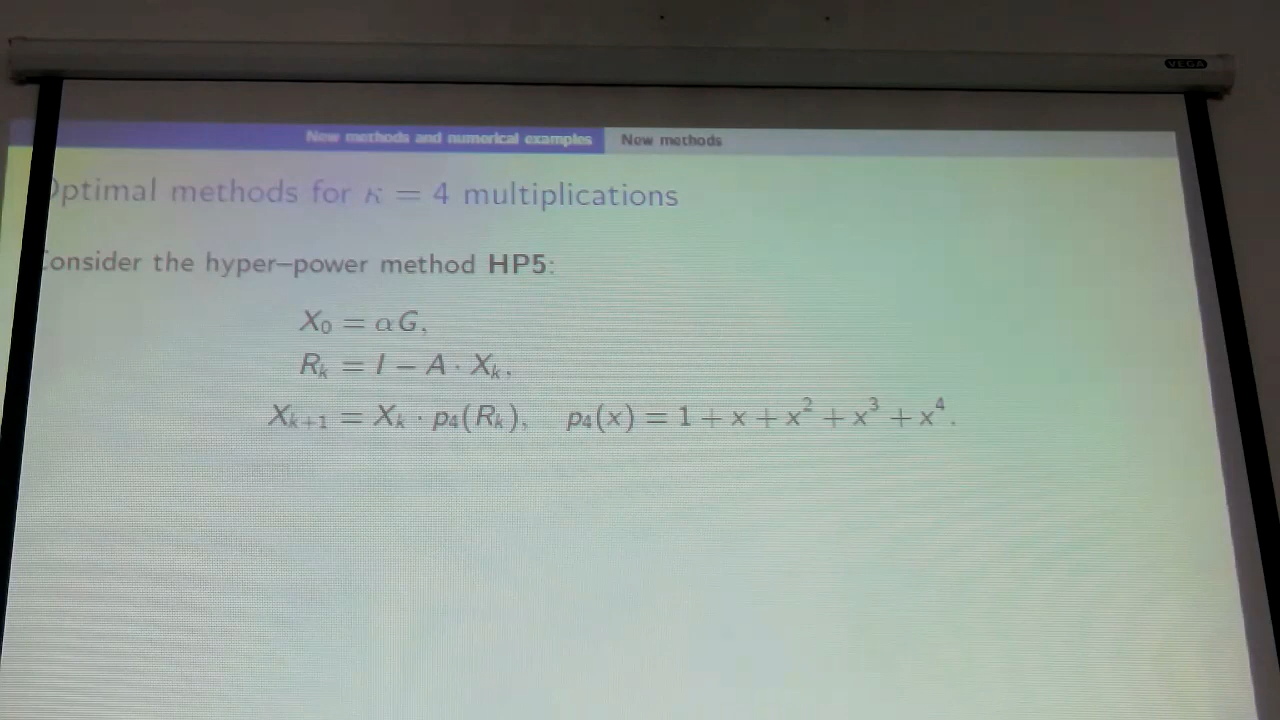 VEGA
New methods and numerical examples New methods
ptimal methods for κ = 4 multiplications
onsider the hyper–power method HP5:
X₀ = αG,
Rₖ = I − A · Xₖ,
Xₖ₊₁ = Xₖ · p₄(Rₖ), p₄(x) = 1 + x + x² + x³ + x⁴.